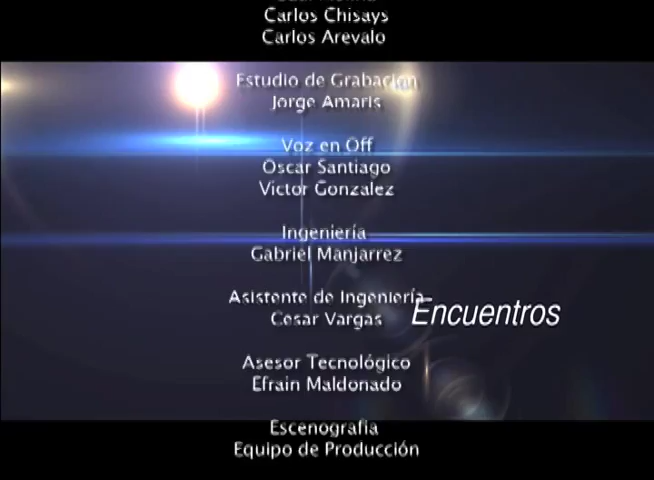 Carlos Chisays
Carlos Arevalo
Estudio de Grabación
Jorge Amaris
Voz en Off
Oscar Santiago
Victor Gonzalez
Ingeniería
Gabriel Manjarrez
Asistente de Ingeniería
Cesar Vargas
Encuentros
Asesor Tecnológico
Efrain Maldonado
Escenografia
Equipo de Producción